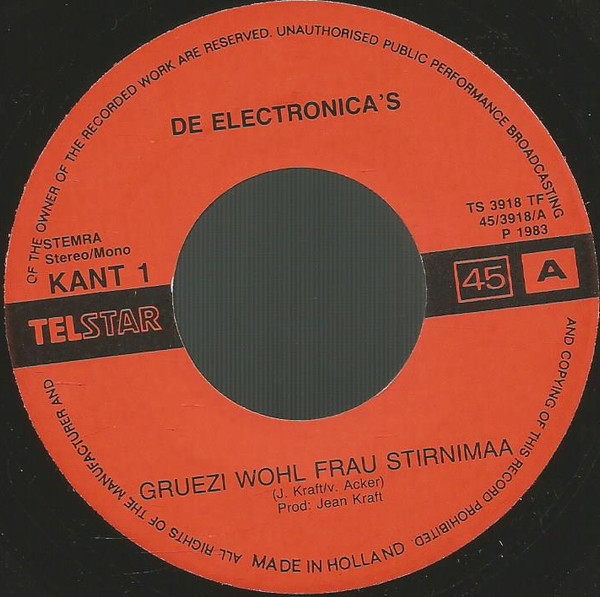 ALL RIGHTS OF THE MANUFACTURER AND OF THE OWNER OF THE RECORDED WORK ARE RESERVED. UNAUTHORISED PUBLIC PERFORMANCE BROADCASTING AND COPYING OF THIS RECORD PROHIBITED.
DE ELECTRONICA'S
STEMRA
Stereo/Mono
KANT 1
TS 3918 TF
45/3918/A
P 1983
TELSTAR
45 A
GRUEZI WOHL FRAU STIRNIMAA
(J. Kraft/v. Acker)
Prod: Jean Kraft
MADE IN HOLLAND